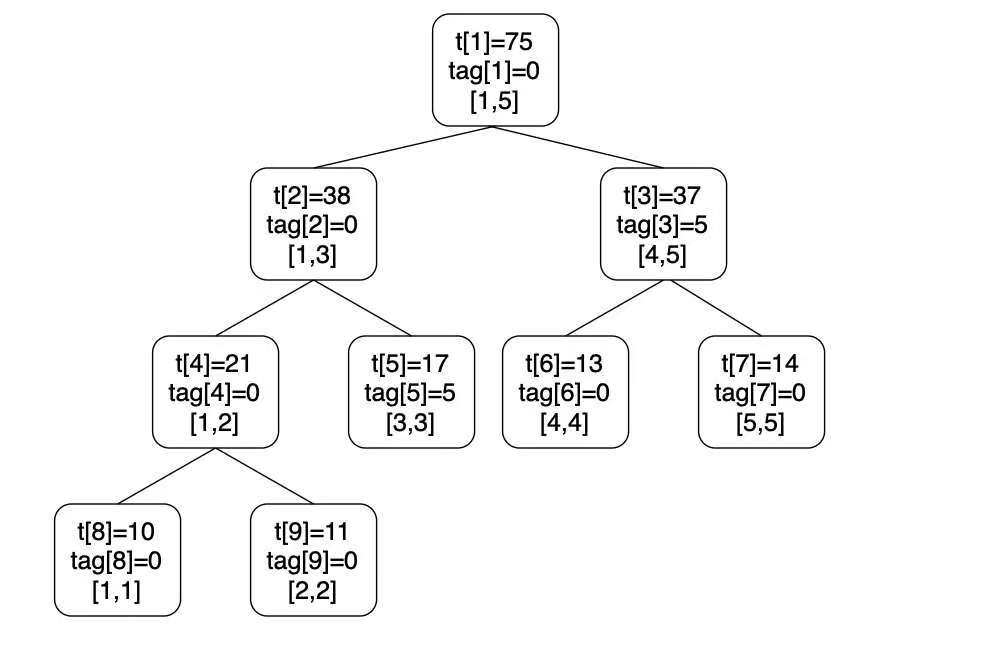 t[1]=75
tag[1]=0
[1,5]
t[2]=38
tag[2]=0
[1,3]
t[3]=37
tag[3]=5
[4,5]
t[4]=21
tag[4]=0
[1,2]
t[5]=17
tag[5]=5
[3,3]
t[6]=13
tag[6]=0
[4,4]
t[7]=14
tag[7]=0
[5,5]
t[8]=10
tag[8]=0
[1,1]
t[9]=11
tag[9]=0
[2,2]